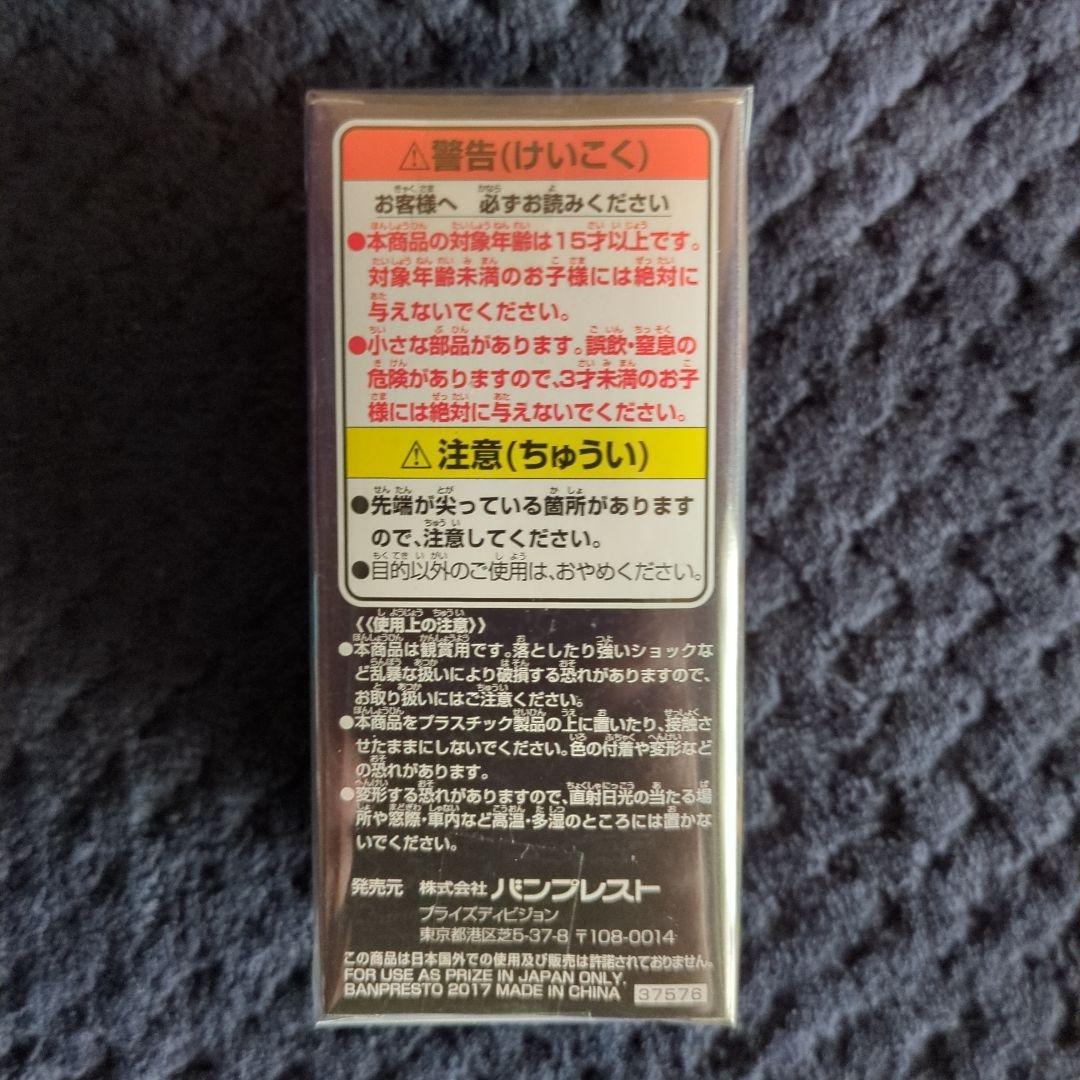 ⚠警告(けいこく)
お客様へ 必ずお読みください
●本商品の対象年齢は15才以上です。
対象年齢未満のお子様には絶対に
与えないでください。
●小さな部品があります。誤飲・窒息の
危険がありますので、3才未満のお子
様には絶対に与えないでください。
⚠注意(ちゅうい)
●先端が尖っている箇所があります
ので、注意してください。
●目的以外のご使用は、おやめください。
《使用上の注意》
●本商品は観賞用です。落としたり強いショックな
ど乱暴な扱いにより破損する恐れがありますので、
お取り扱いにはご注意ください。
●本商品をプラスチック製品の上に置いたり、接触さ
せたままにしないでください。色の付着や変形など
の恐れがあります。
●変形する恐れがありますので、直射日光の当たる場
所や窓際・車内など高温・多湿のところには置かな
いでください。
発売元 株式会社 バンプレスト
プライズディビジョン
東京都港区芝5-37-8 〒108-0014
この商品は日本国外での使用及び販売は許諾されておりません。
FOR USE AS PRIZE IN JAPAN ONLY.
BANPRESTO 2017 MADE IN CHINA 37576